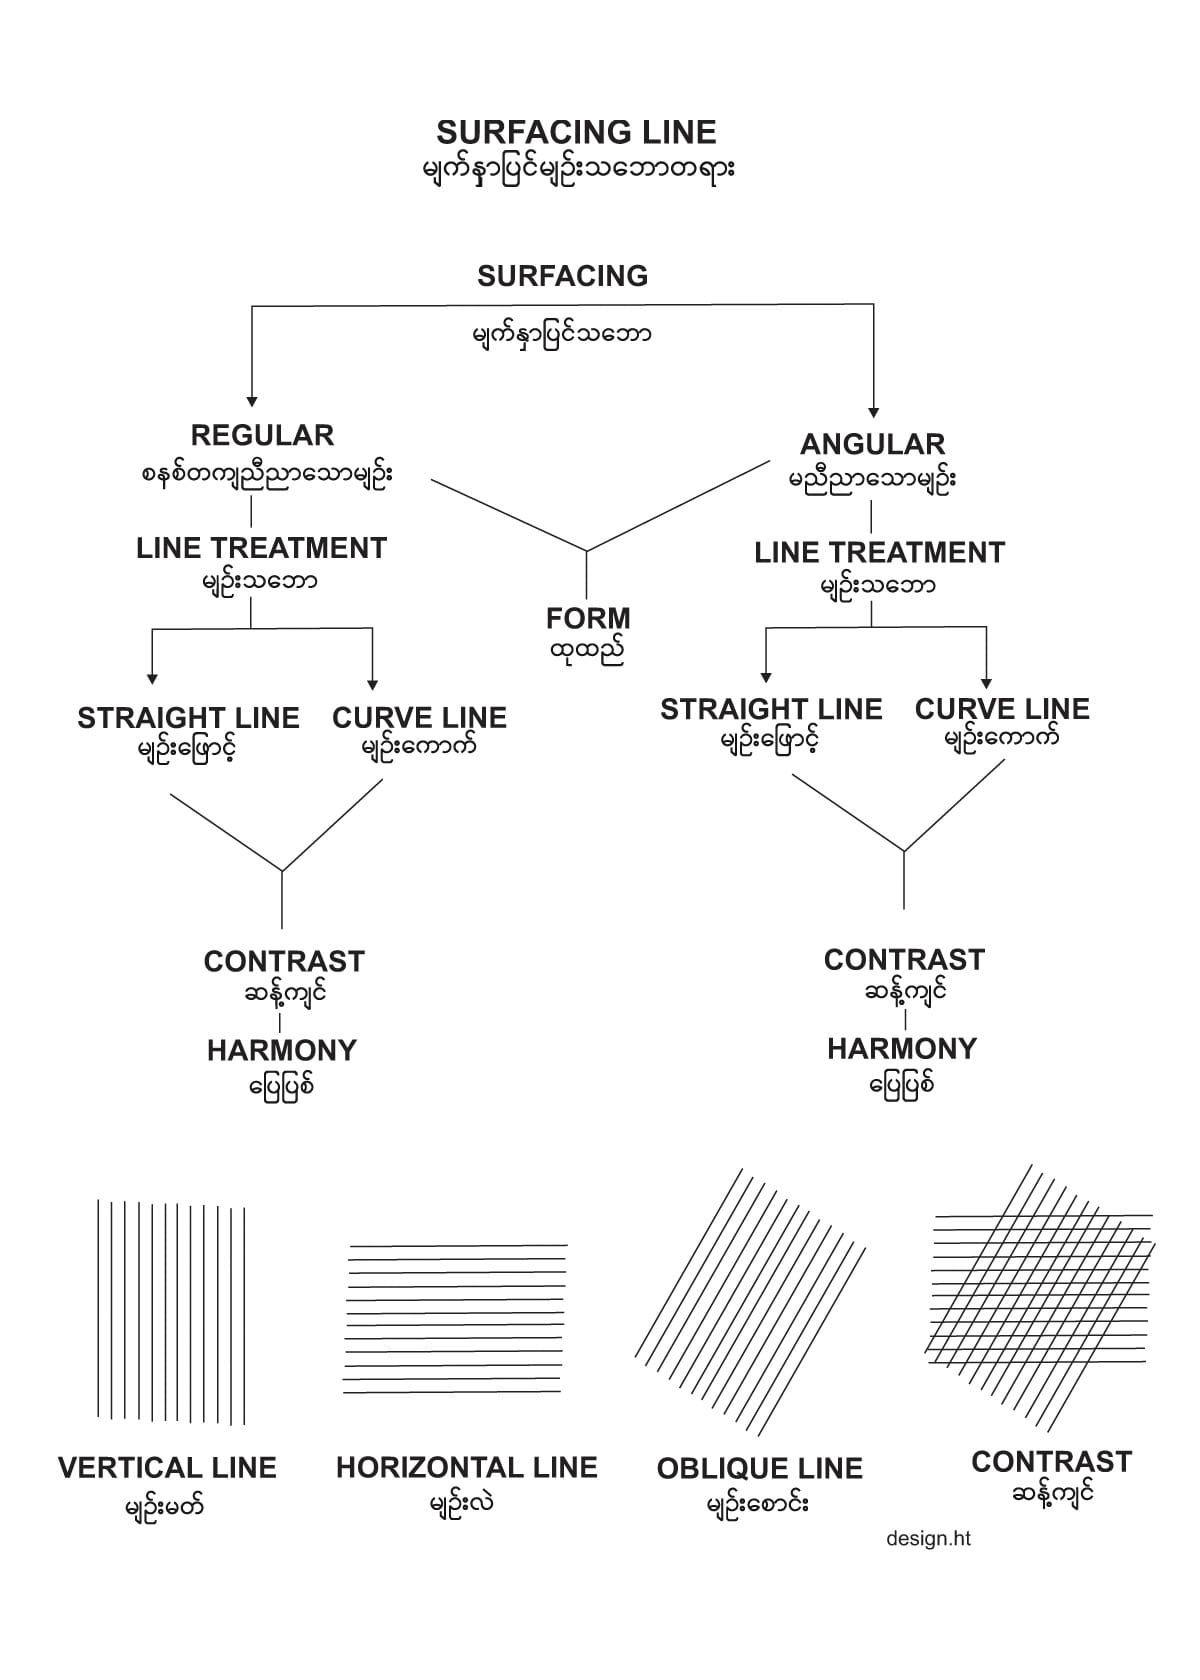 SURFACING LINE
မျက်နှာပြင်မျဉ်းသဘောတရား
SURFACING
မျက်နှာပြင်သဘော
REGULAR
စနစ်တကျညီညာသောမျဉ်း
ANGULAR
မညီညာသောမျဉ်း
LINE TREATMENT
မျဉ်းသဘော
LINE TREATMENT
မျဉ်းသဘော
FORM
ထုထည်
STRAIGHT LINE
မျဉ်းဖြောင့်
CURVE LINE
မျဉ်းကောက်
STRAIGHT LINE
မျဉ်းဖြောင့်
CURVE LINE
မျဉ်းကောက်
CONTRAST
ဆန့်ကျင်
HARMONY
ပြေပြစ်
CONTRAST
ဆန့်ကျင်
HARMONY
ပြေပြစ်
VERTICAL LINE
မျဉ်းမတ်
HORIZONTAL LINE
မျဉ်းလဲ
OBLIQUE LINE
မျဉ်းစောင်း
CONTRAST
ဆန့်ကျင်
design.ht